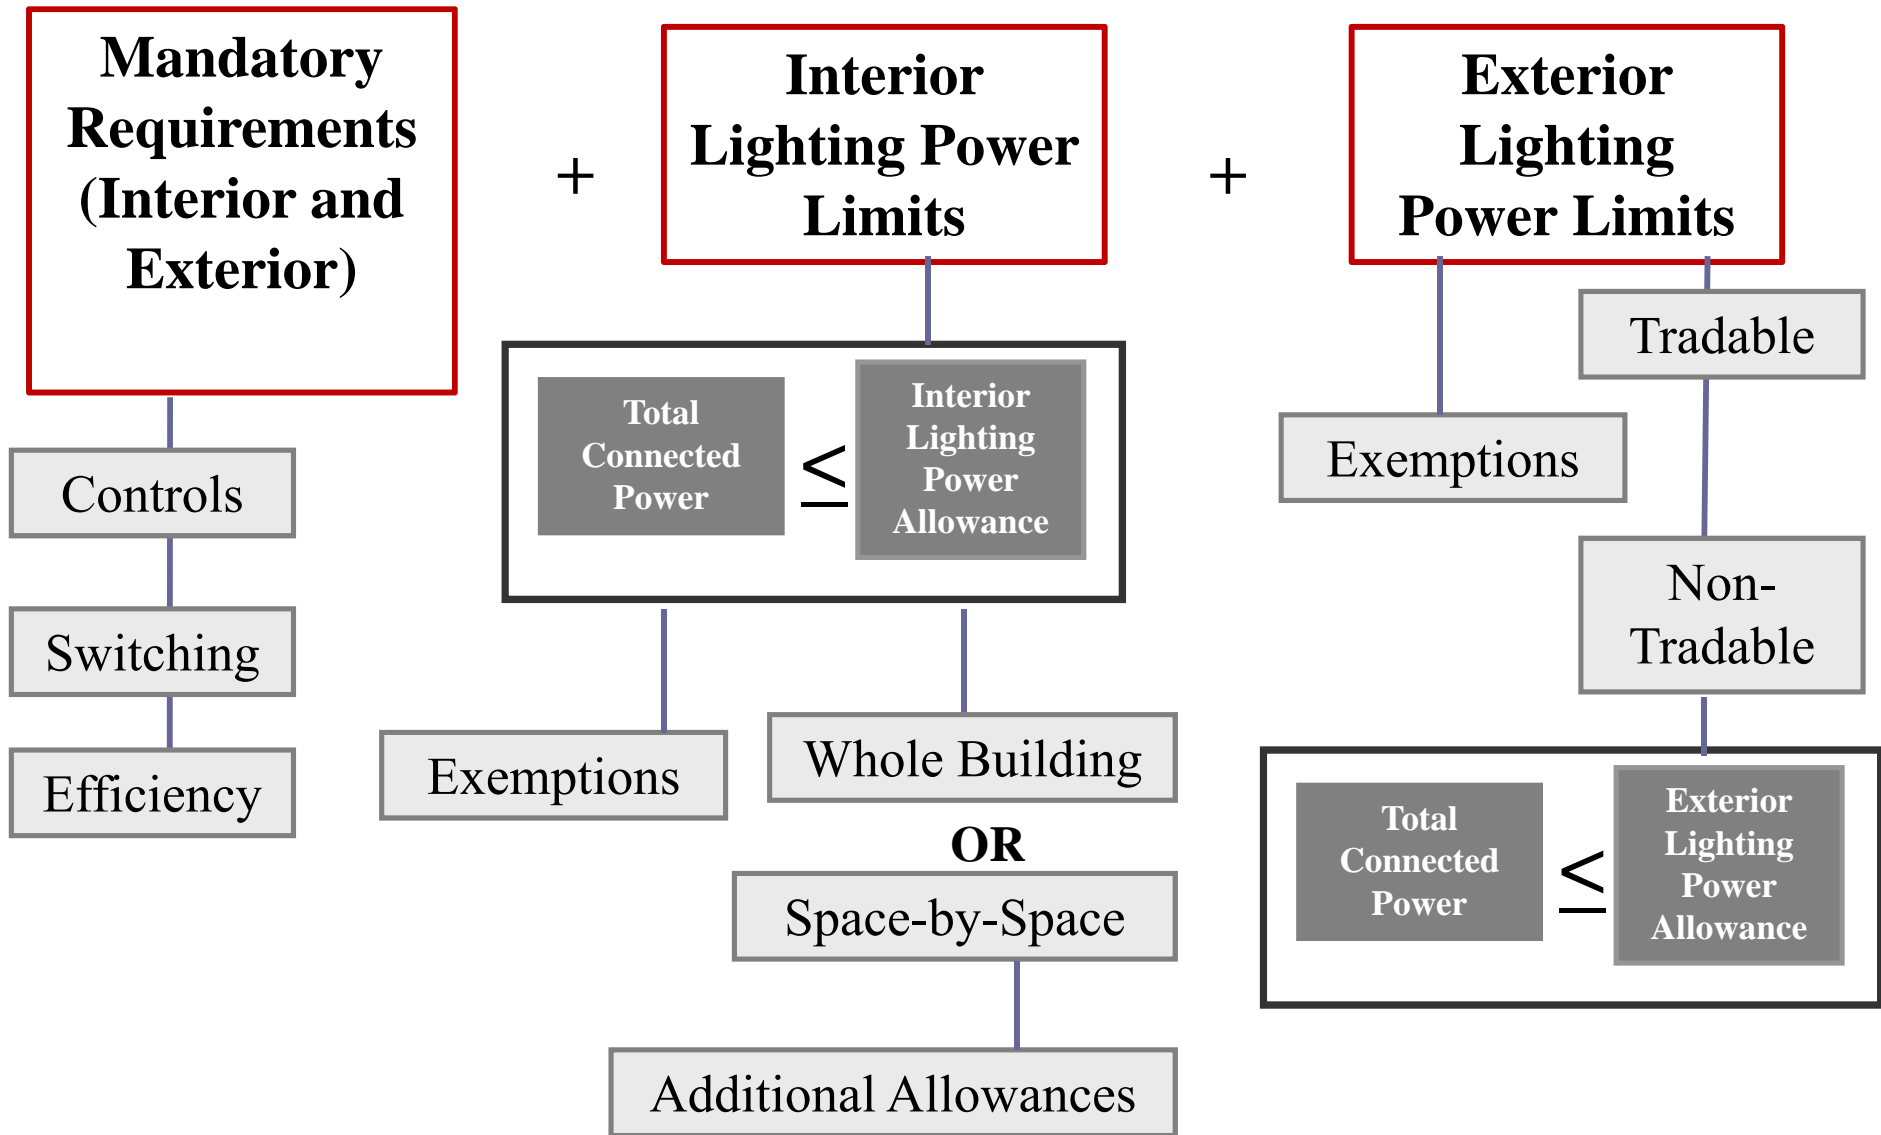 Mandatory
Requirements
(Interior and
Exterior)
+
Interior
Lighting Power
Limits
+
Exterior
Lighting
Power Limits
Controls
Switching
Efficiency
Total
Connected
Power
≤
Interior
Lighting
Power
Allowance
Exemptions
Whole Building
OR
Space-by-Space
Additional Allowances
Tradable
Exemptions
Non-
Tradable
Total
Connected
Power
≤
Exterior
Lighting
Power
Allowance